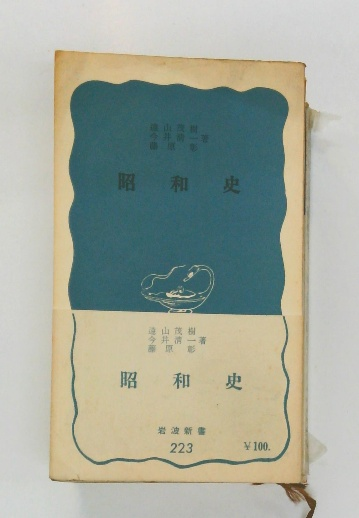 遠山茂樹
今井清一著
藤原彰
昭和史
遠山茂樹
今井清一著
藤原彰
昭和史
岩波新書
223
¥100.